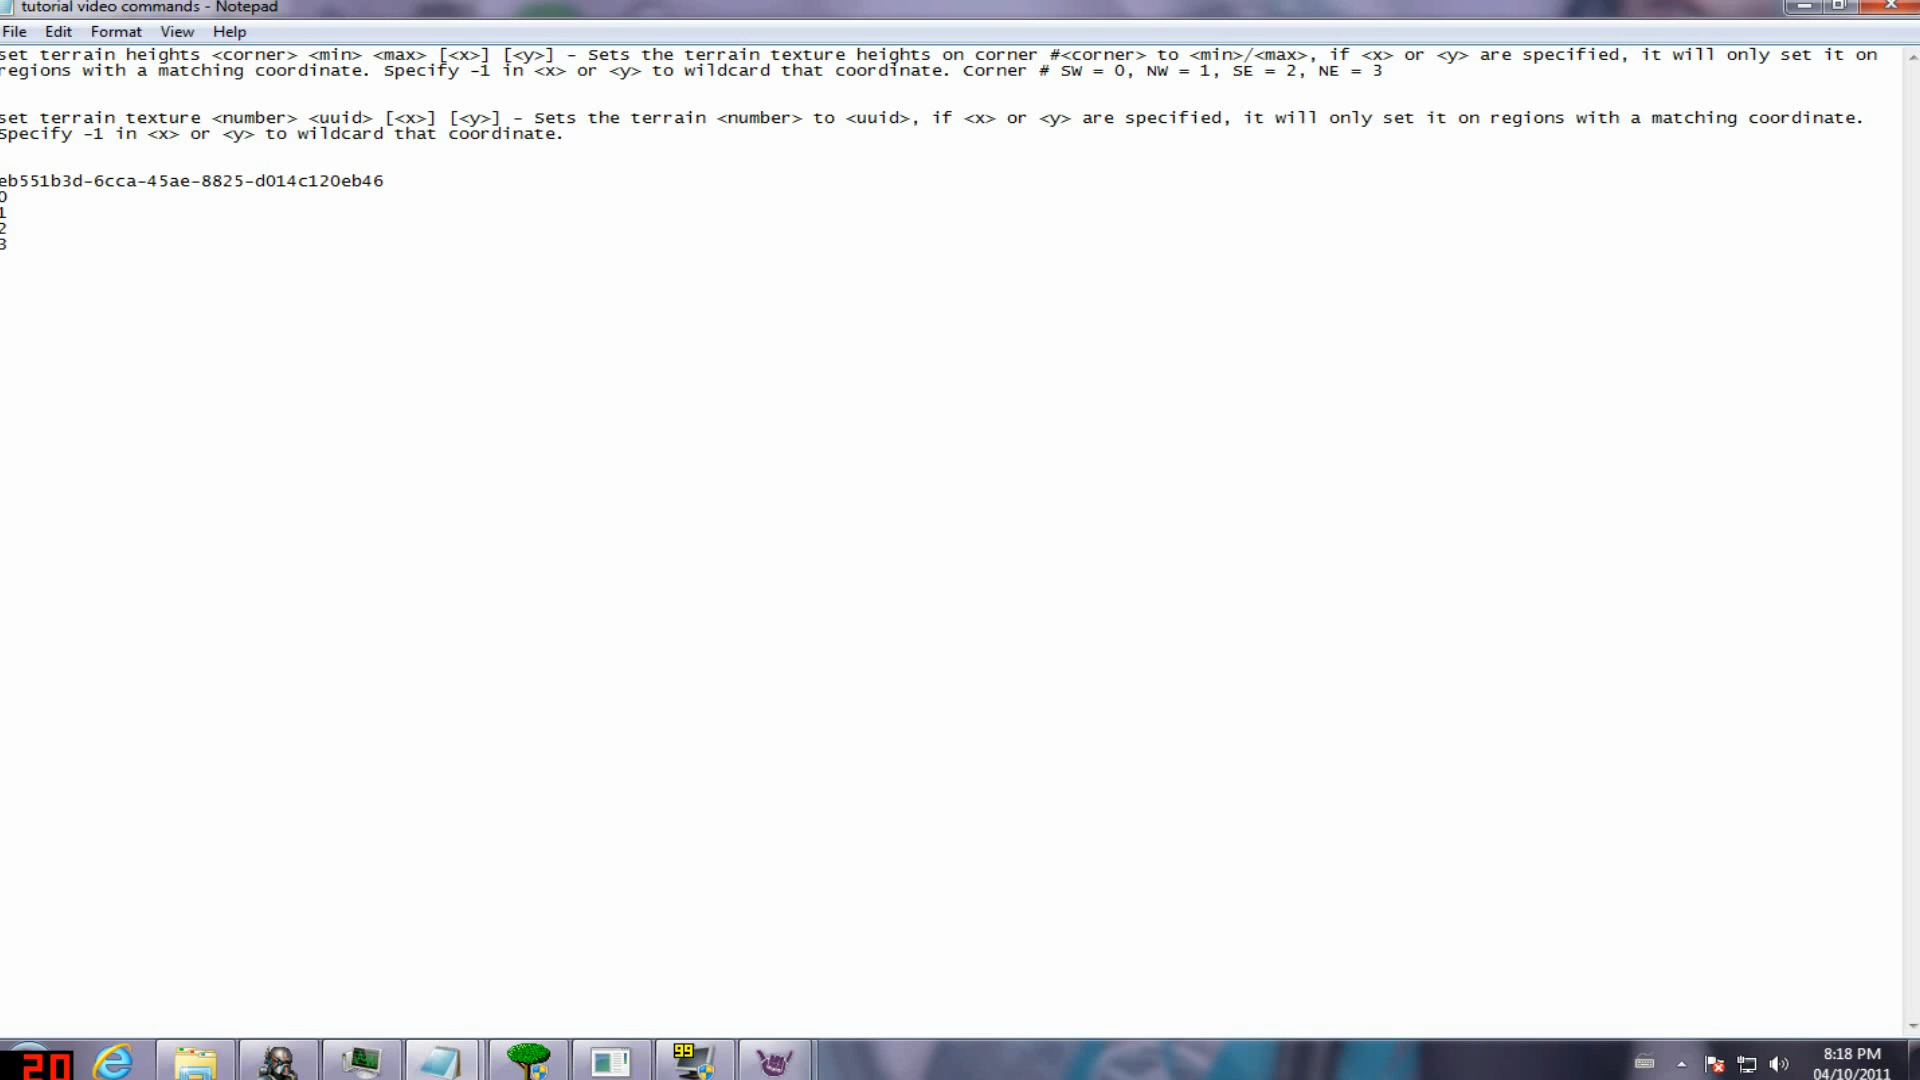 tutorial video commands - Notepad
File Edit Format View Help
set terrain heights <corner> <min> <max> [<x>] [<y>] - Sets the terrain texture heights on corner #<corner> to <min>/<max>, if <x> or <y> are specified, it will only set it on
regions with a matching coordinate. Specify -1 in <x> or <y> to wildcard that coordinate. Corner # SW = 0, NW = 1, SE = 2, NE = 3
set terrain texture <number> <uuid> [<x>] [<y>] - Sets the terrain <number> to <uuid>, if <x> or <y> are specified, it will only set it on regions with a matching coordinate.
Specify -1 in <x> or <y> to wildcard that coordinate.
eb551b3d-6cca-45ae-8825-d014c120eb46
0
1
2
3
20
99
8:18 PM
04/10/2011